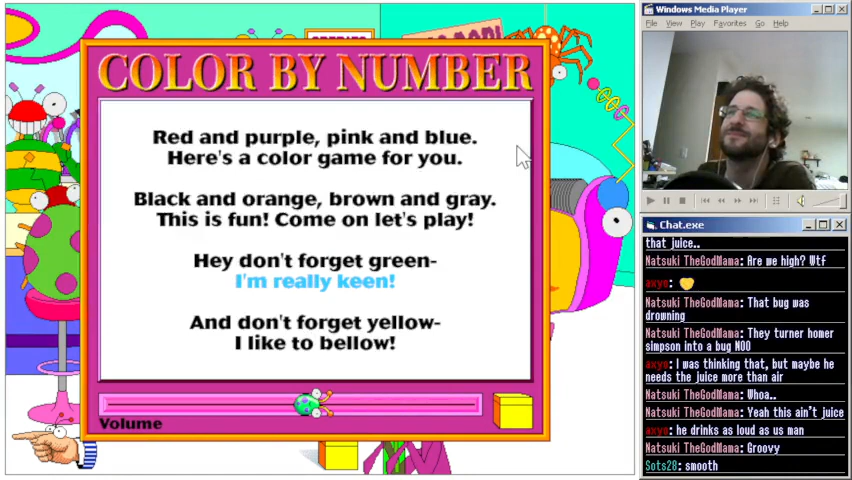 COLOR BY NUMBER
Red and purple, pink and blue.
Here's a color game for you.
Black and orange, brown and gray.
This is fun! Come on let's play!
Hey don't forget green-
I'm really keen!
And don't forget yellow-
I like to bellow!
Volume
Windows Media Player
File View Play Favorites Go Help
Chat.exe
that juice..
Natsuki TheGodMama: Are we high? Wtf
axyo:
Natsuki TheGodMama: That bug was
drowning
Natsuki TheGodMama: They turner homer
simpson into a bug NOO
axyo: I was thinking that, but maybe he
needs the juice more than air
Natsuki TheGodMama: Whoa..
Natsuki TheGodMama: Yeah this ain't juice
axyo: he drinks as loud as us man
Natsuki TheGodMama: Groovy
Sots28: smooth